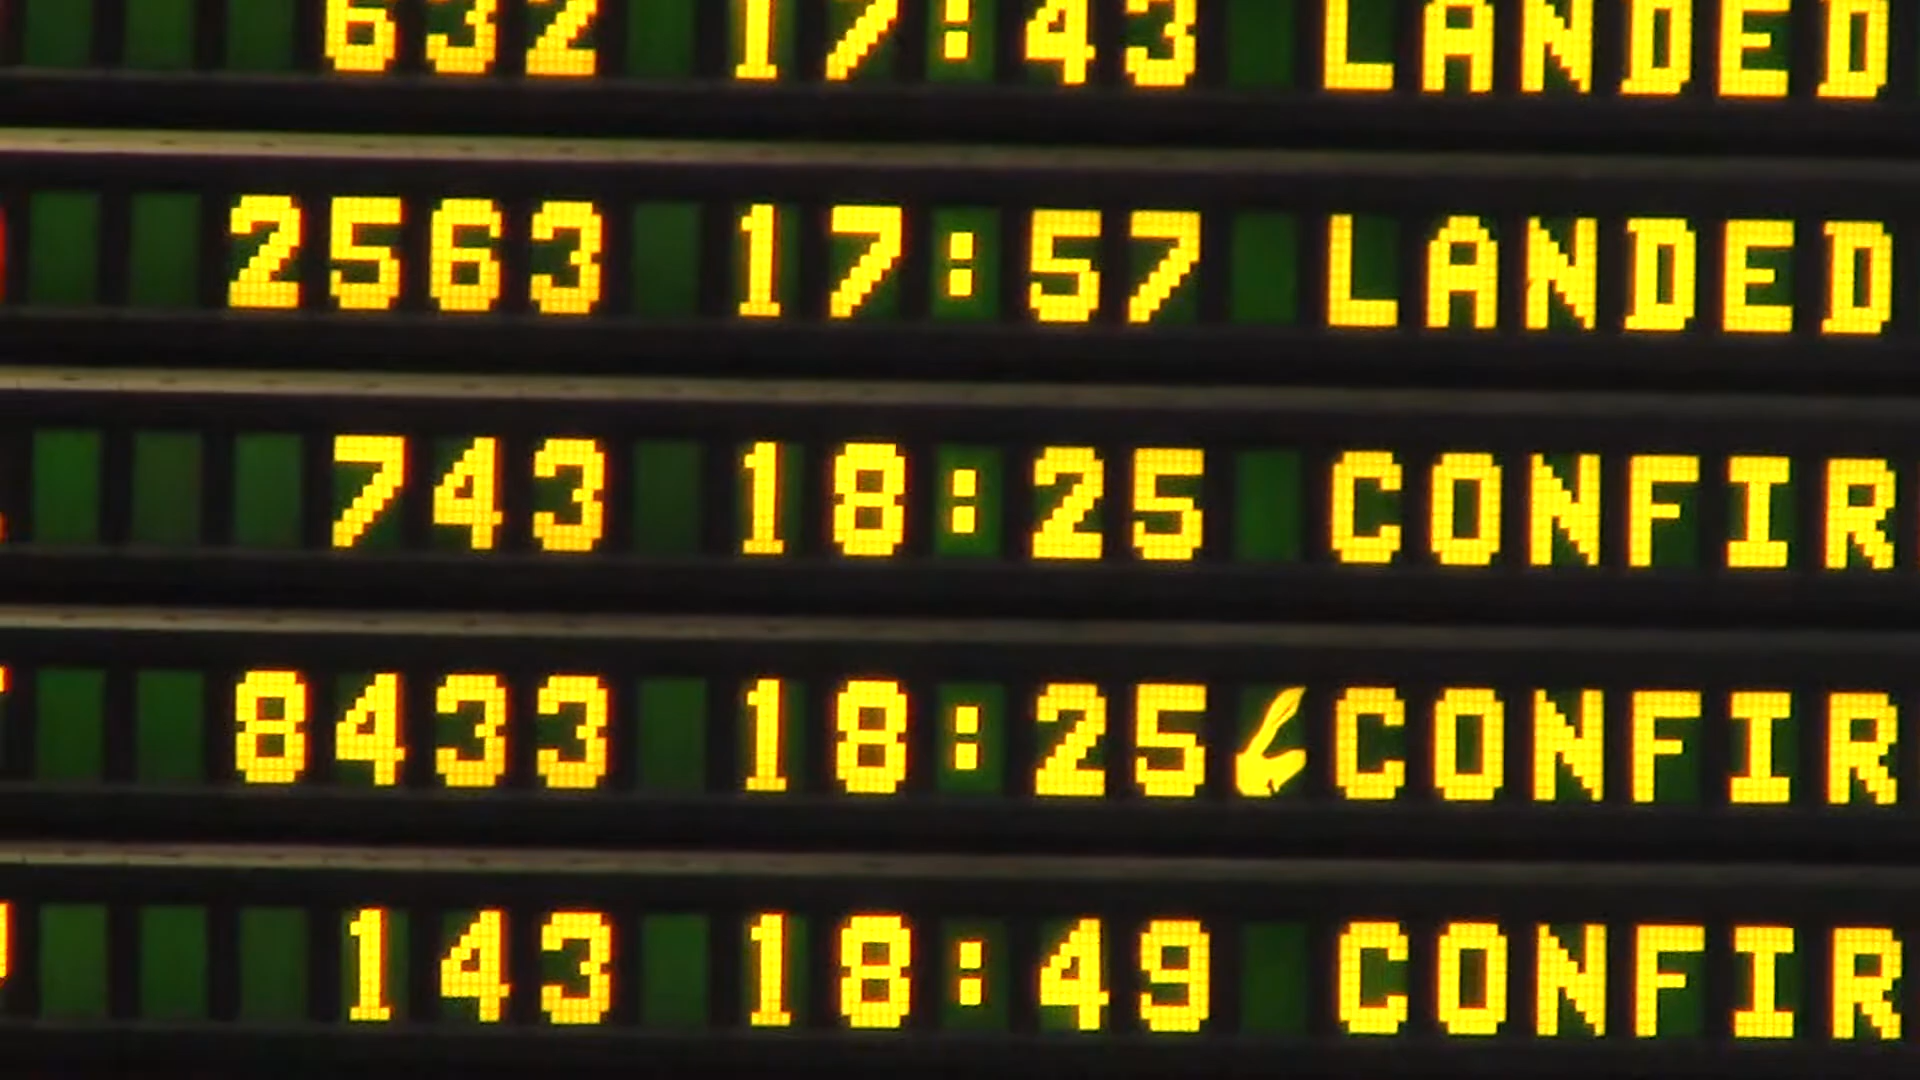 632 17:43 LANDED
2563 17:57 LANDED
743 18:25 CONFIR
8433 18:25 CONFIR
143 18:49 CONFIR